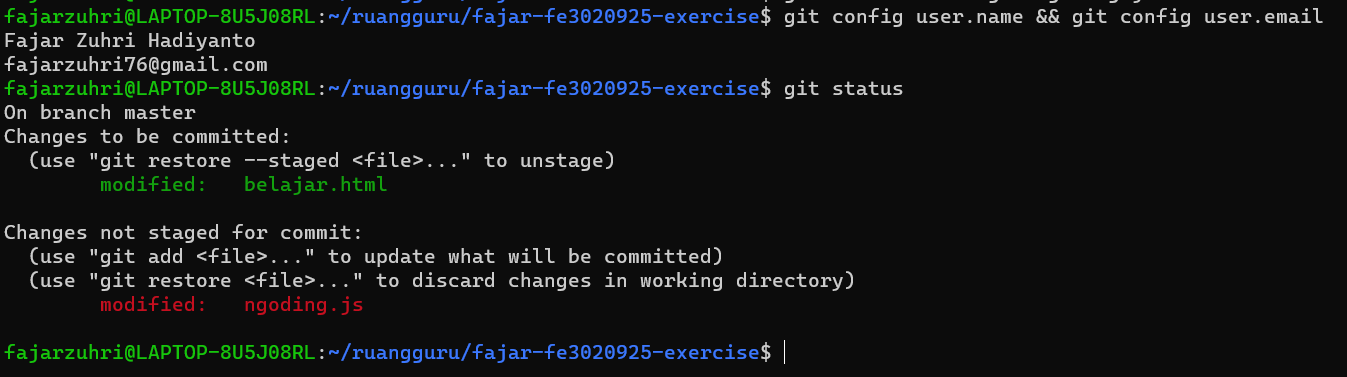 fajarzuhri@LAPTOP-8U5J08RL:~/ruangguru/fajar-fe3020925-exercise$ git config user.name && git config user.email
Fajar Zuhri Hadiyanto
fajarzuhri76@gmail.com
fajarzuhri@LAPTOP-8U5J08RL:~/ruangguru/fajar-fe3020925-exercise$ git status
On branch master
Changes to be committed:
  (use "git restore --staged <file>..." to unstage)
        modified:   belajar.html

Changes not staged for commit:
  (use "git add <file>..." to update what will be committed)
  (use "git restore <file>..." to discard changes in working directory)
        modified:   ngoding.js

fajarzuhri@LAPTOP-8U5J08RL:~/ruangguru/fajar-fe3020925-exercise$